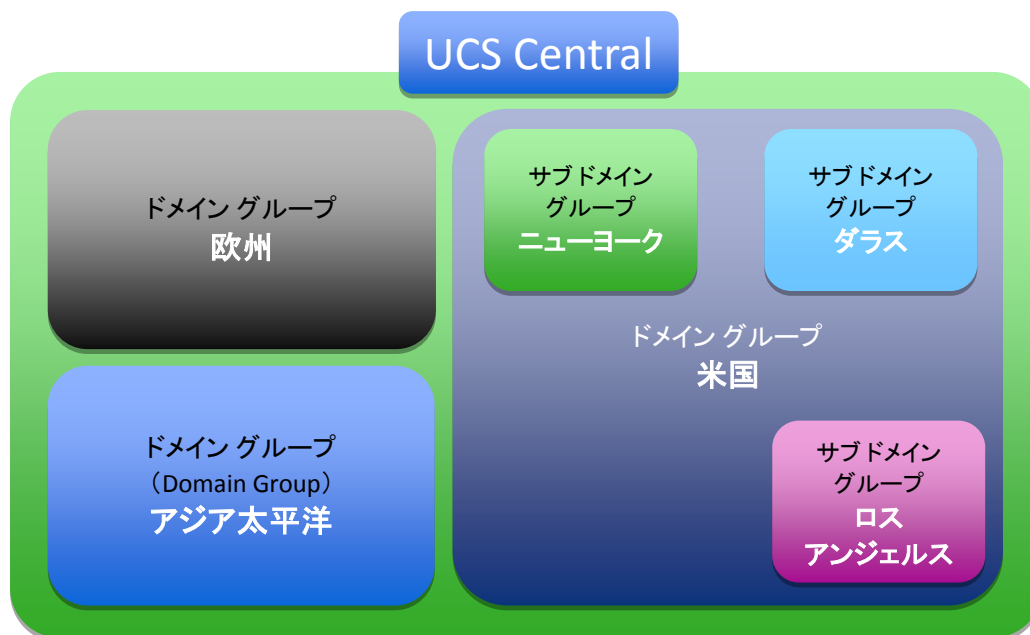 UCS Central
ドメイン グループ
欧州
サブドメイン
グループ
ニューヨーク
サブドメイン
グループ
ダラス
ドメイン グループ
米国
ドメイン グループ
（Domain Group）
アジア太平洋
サブドメイン
グループ
ロス
アンジェルス